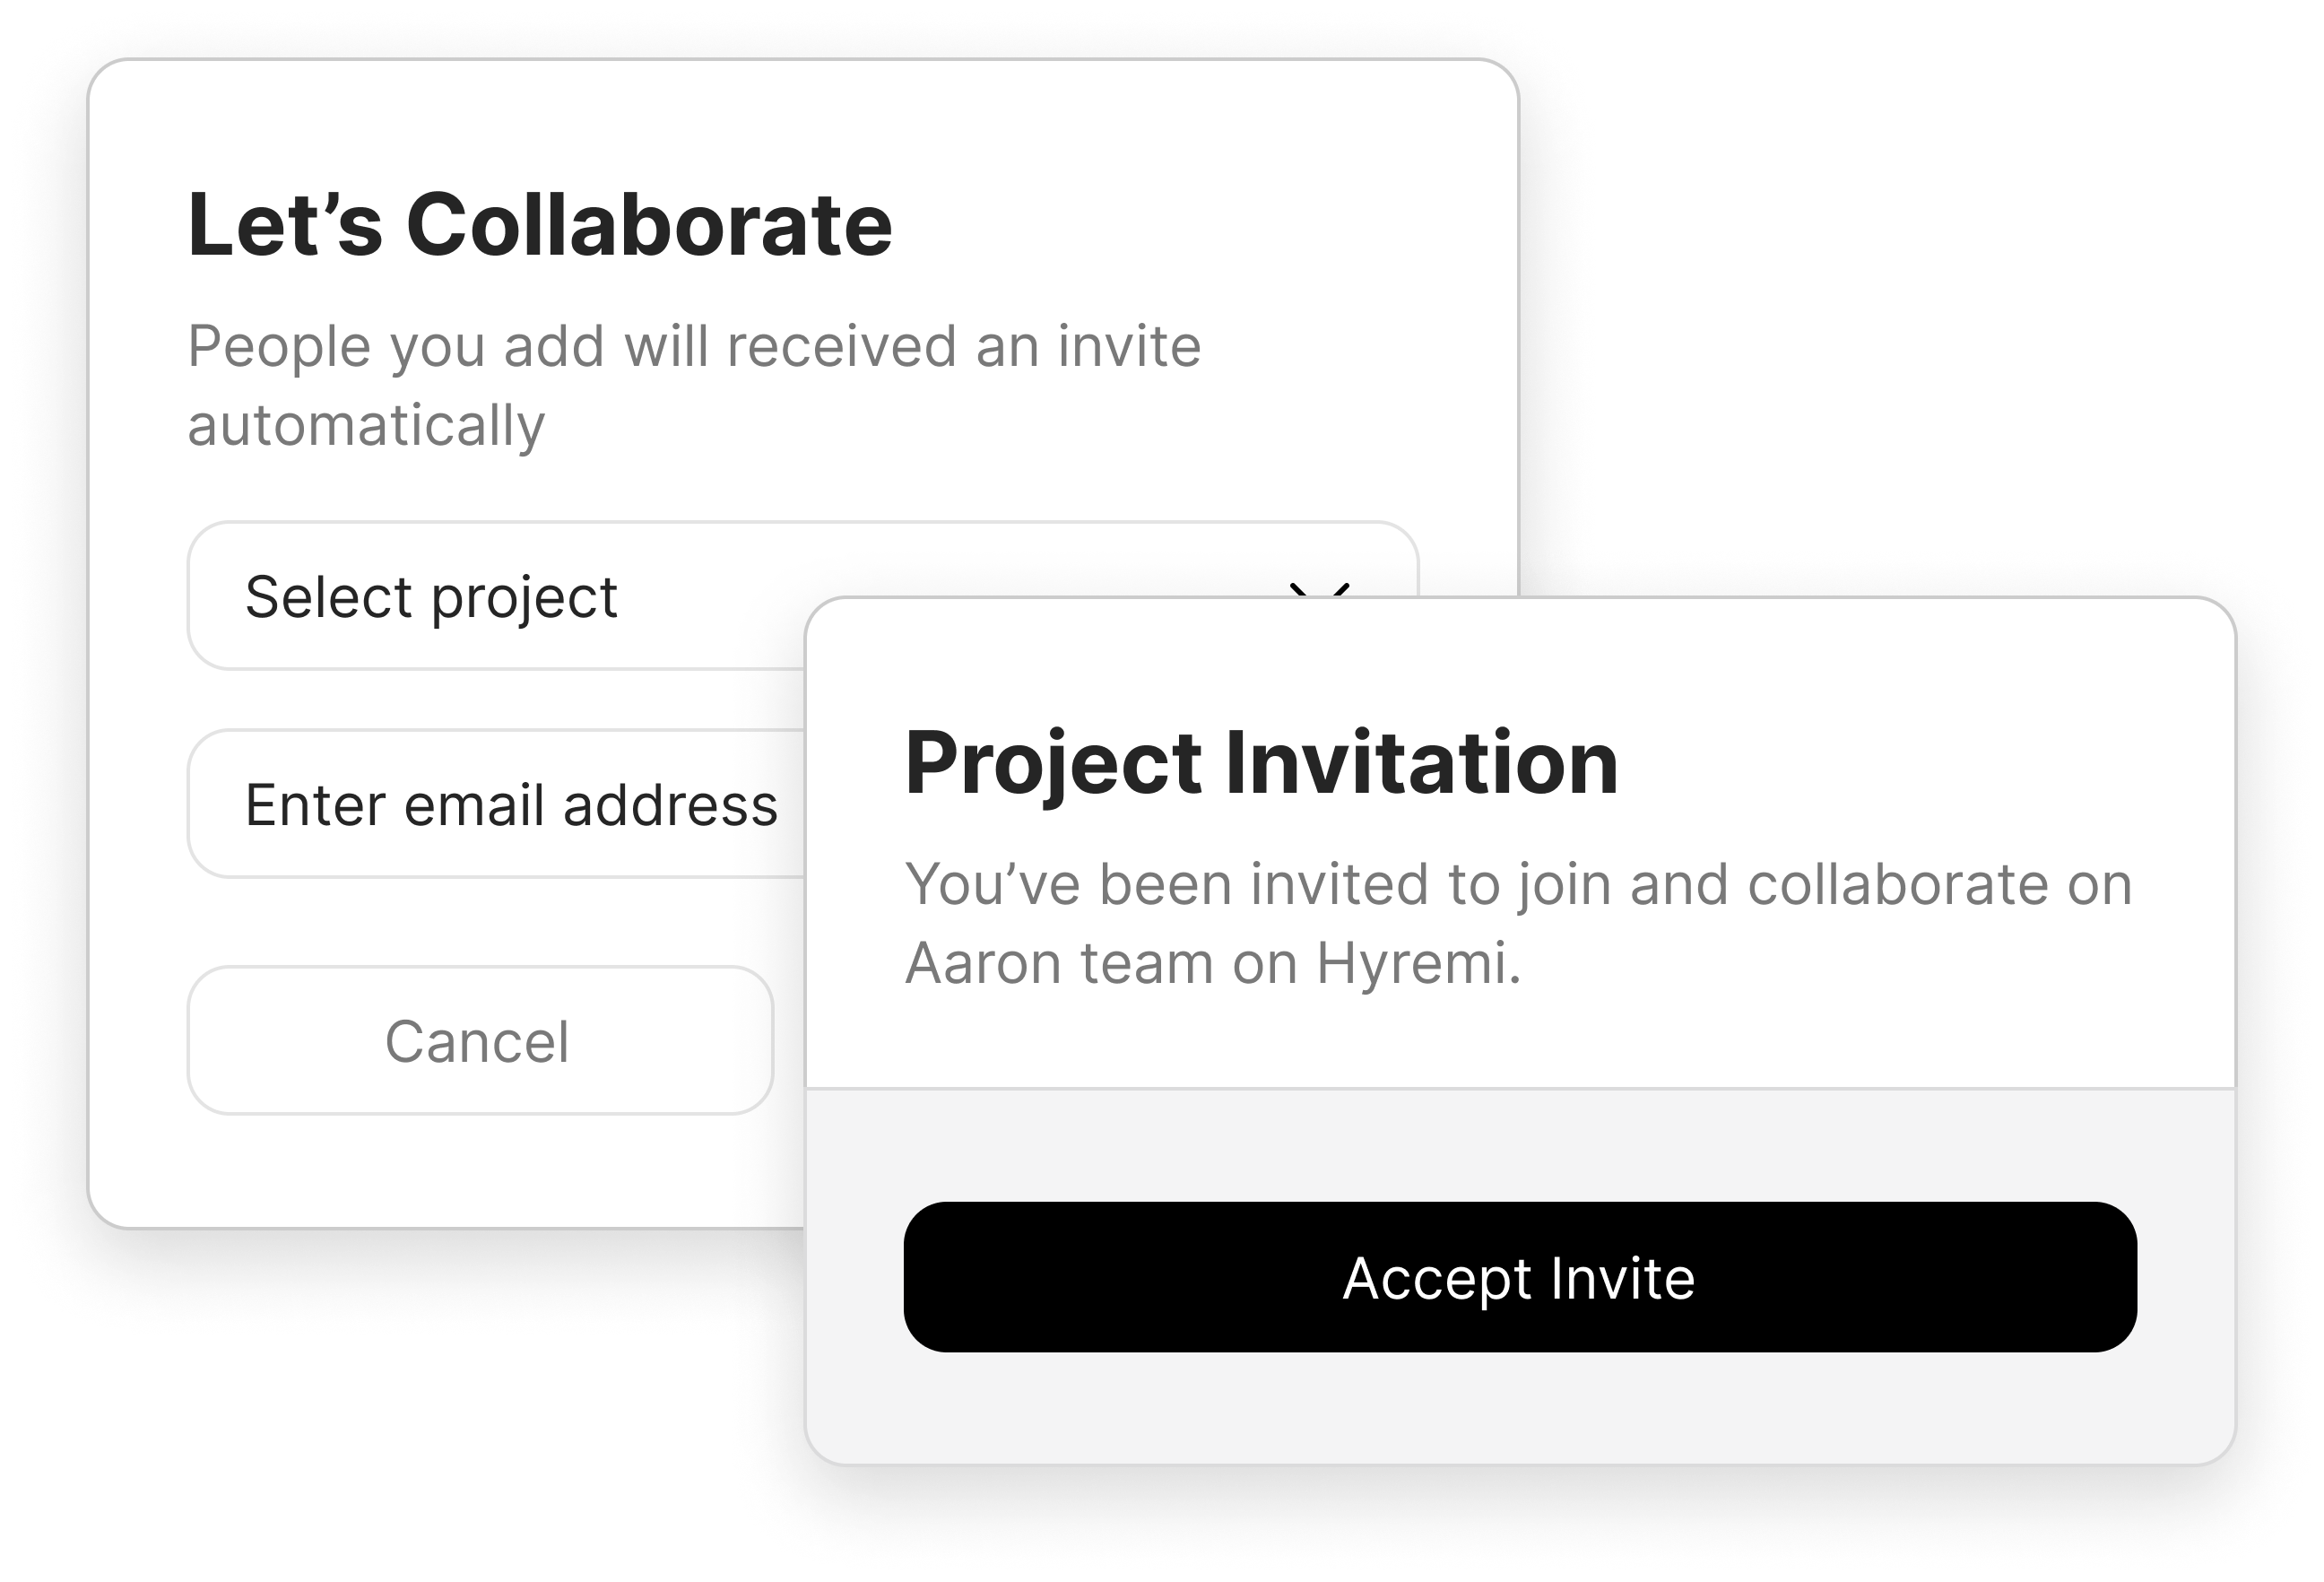 Let’s Collaborate
People you add will received an invite
automatically
Select project
Enter email address
Cancel
Project Invitation
You’ve been invited to join and collaborate on
Aaron team on Hyremi.
Accept Invite